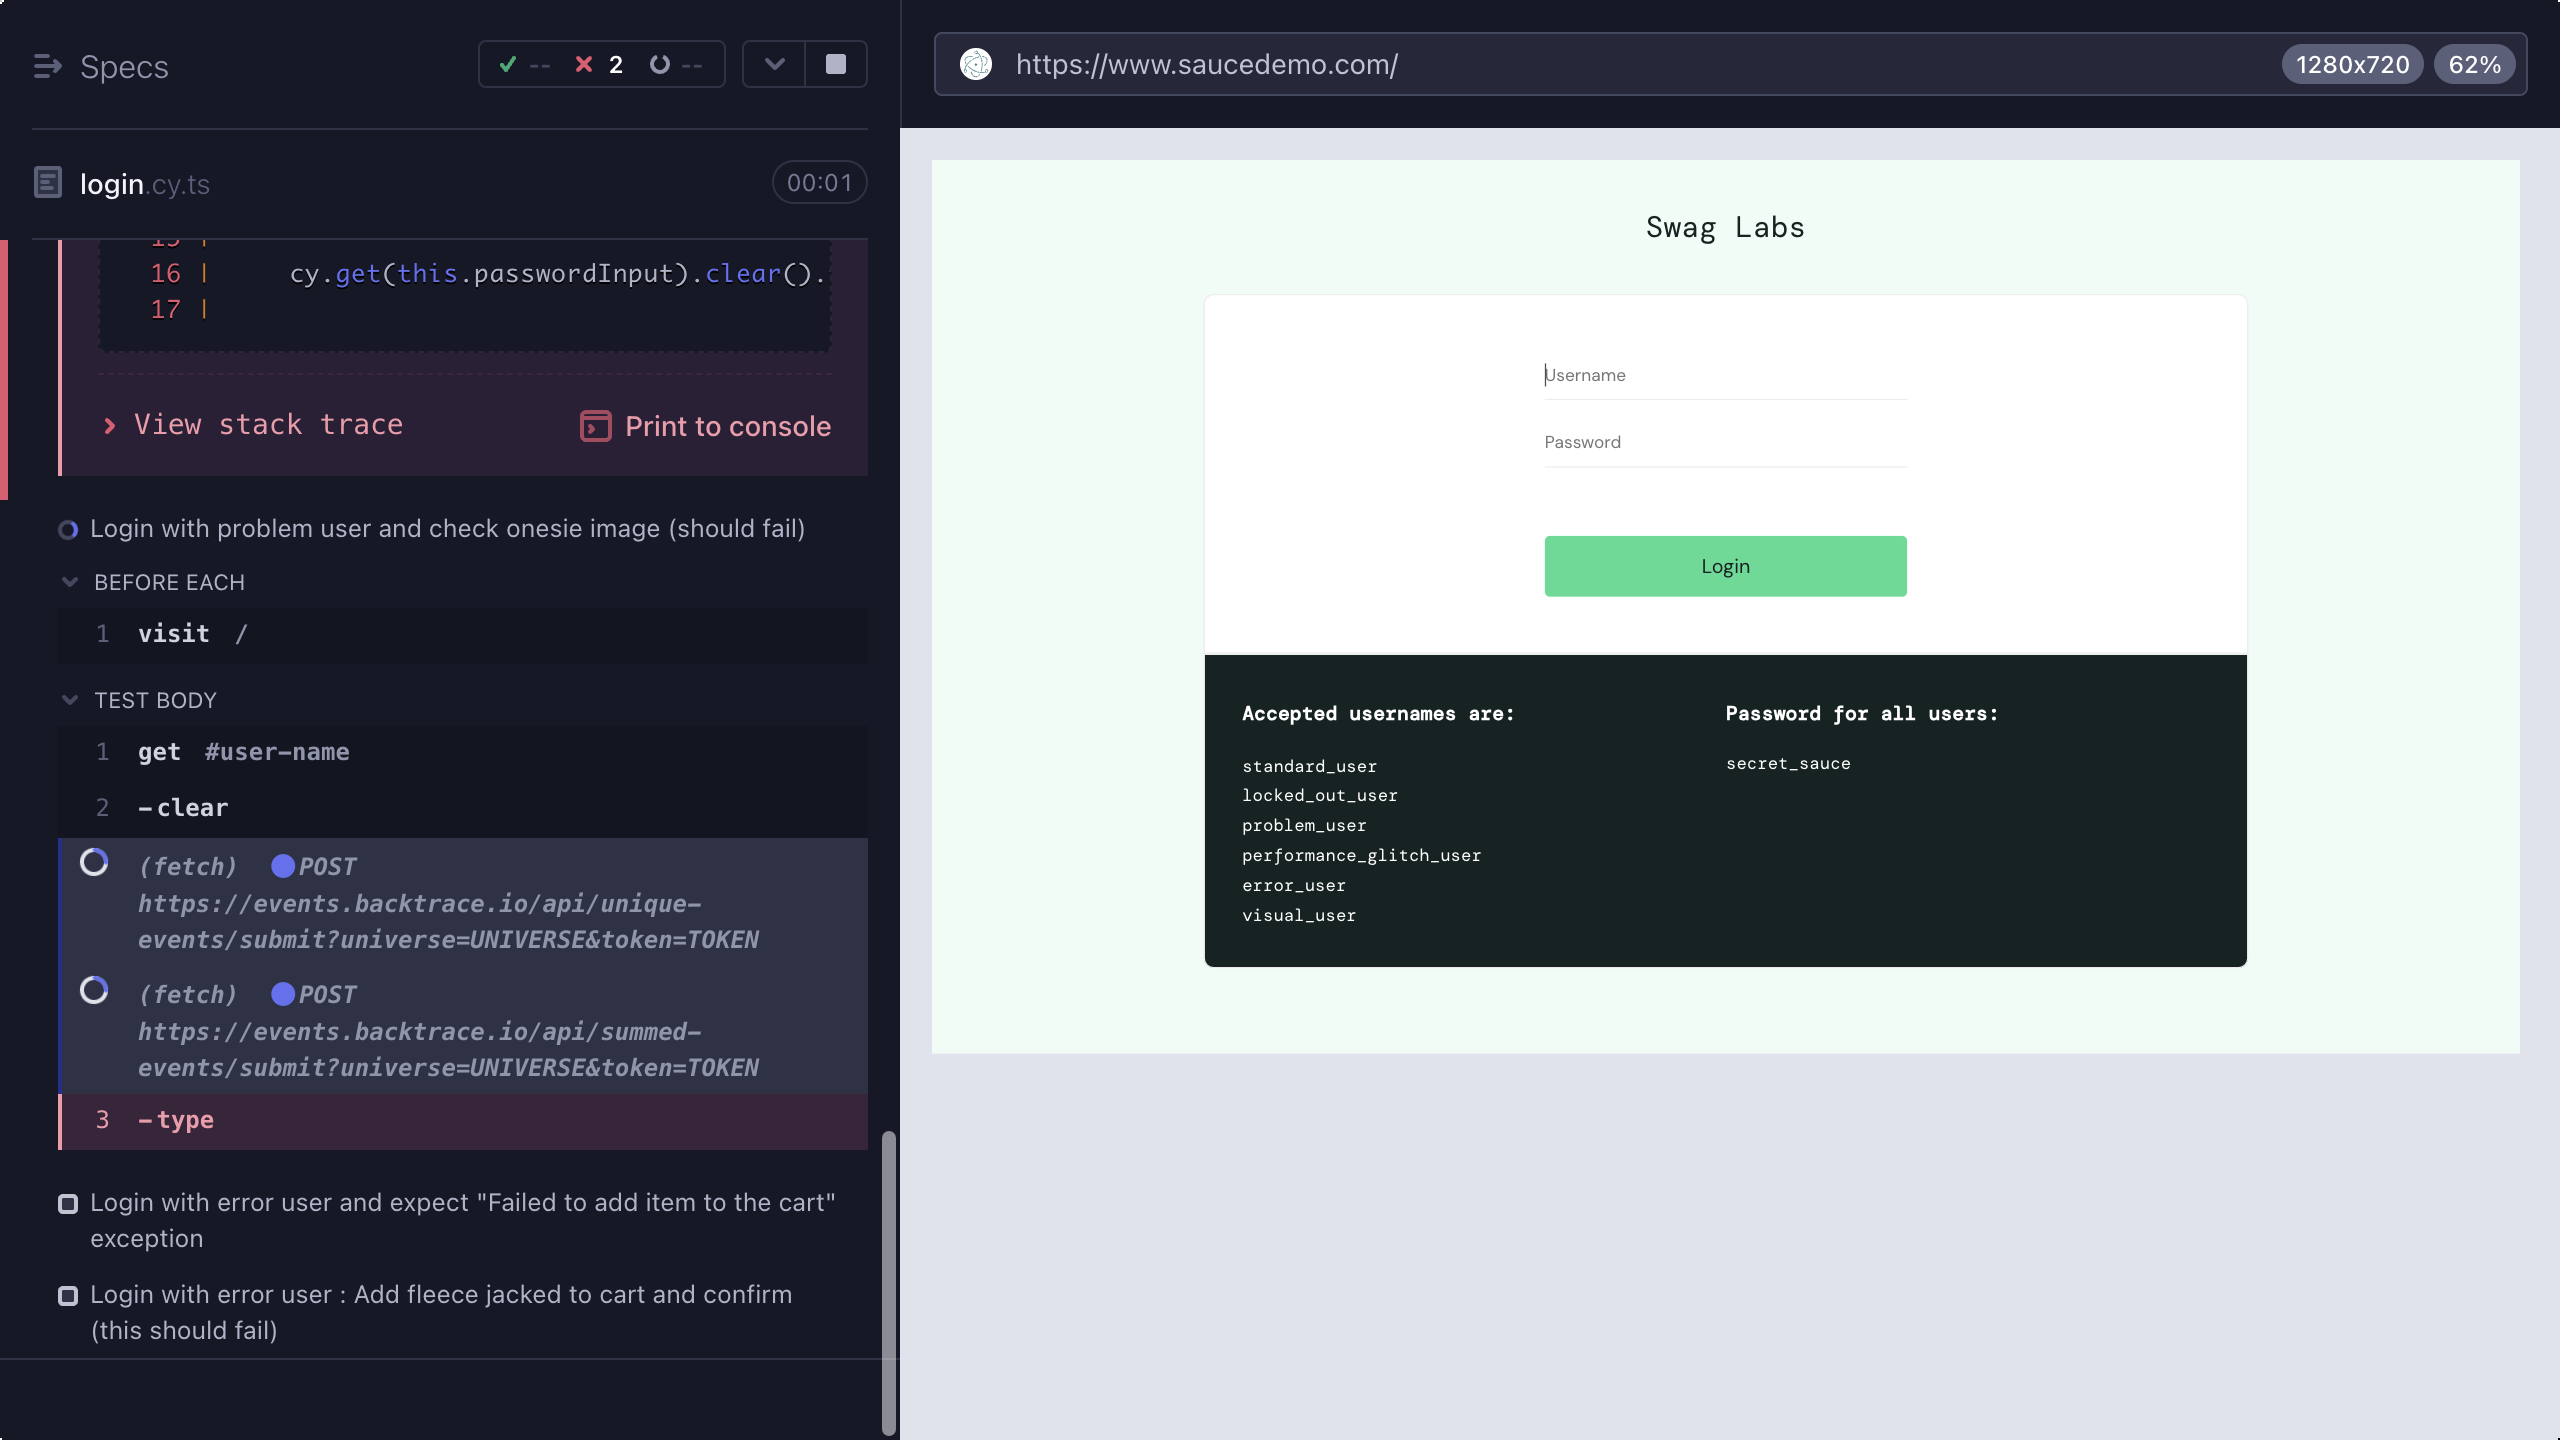 Specs
-- 2 --
login.cy.ts
00:01
16 | cy.get(this.passwordInput).clear().
17 |
View stack trace
Print to console
Login with problem user and check onesie image (should fail)
BEFORE EACH
1 visit /
TEST BODY
1 get #user-name
2 -clear
(fetch) POST
https://events.backtrace.io/api/unique-
events/submit?universe=UNIVERSE&token=TOKEN
(fetch) POST
https://events.backtrace.io/api/summed-
events/submit?universe=UNIVERSE&token=TOKEN
3 -type
Login with error user and expect "Failed to add item to the cart"
exception
Login with error user : Add fleece jacked to cart and confirm
(this should fail)
https://www.saucedemo.com/
1280x720
62%
Swag Labs
Username
Password
Login
Accepted usernames are:
standard_user
locked_out_user
problem_user
performance_glitch_user
error_user
visual_user
Password for all users:
secret_sauce